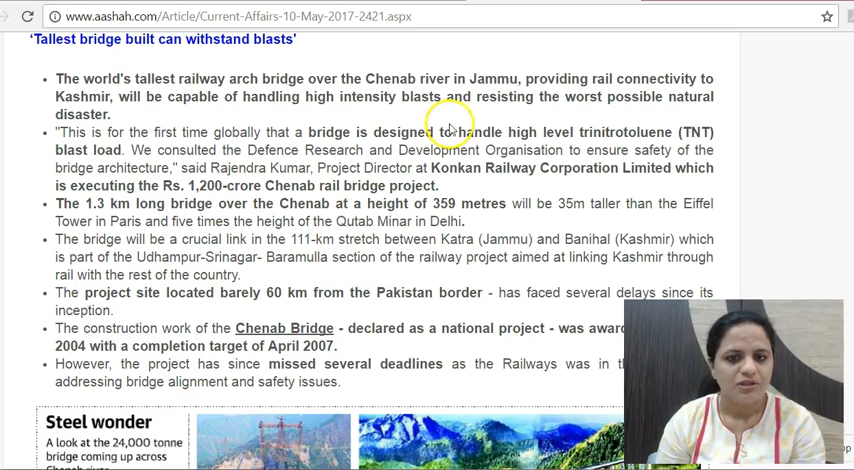 www.aashah.com/Article/Current-Affairs-10-May-2017-2421.aspx
‘Tallest bridge built can withstand blasts'
• The world's tallest railway arch bridge over the Chenab river in Jammu, providing rail connectivity to
Kashmir, will be capable of handling high intensity blasts and resisting the worst possible natural
disaster.
• "This is for the first time globally that a bridge is designed to handle high level trinitrotoluene (TNT)
blast load. We consulted the Defence Research and Development Organisation to ensure safety of the
bridge architecture," said Rajendra Kumar, Project Director at Konkan Railway Corporation Limited which
is executing the Rs. 1,200-crore Chenab rail bridge project.
• The 1.3 km long bridge over the Chenab at a height of 359 metres will be 35m taller than the Eiffel
Tower in Paris and five times the height of the Qutab Minar in Delhi.
• The bridge will be a crucial link in the 111-km stretch between Katra (Jammu) and Banihal (Kashmir) which
is part of the Udhampur-Srinagar- Baramulla section of the railway project aimed at linking Kashmir through
rail with the rest of the country.
• The project site located barely 60 km from the Pakistan border - has faced several delays since its
inception.
• The construction work of the Chenab Bridge - declared as a national project - was
2004 with a completion target of April 2007.
• However, the project has since missed several deadlines as the Railways was in
addressing bridge alignment and safety issues.
Steel wonder
A look at the 24,000 tonne
bridge coming up across